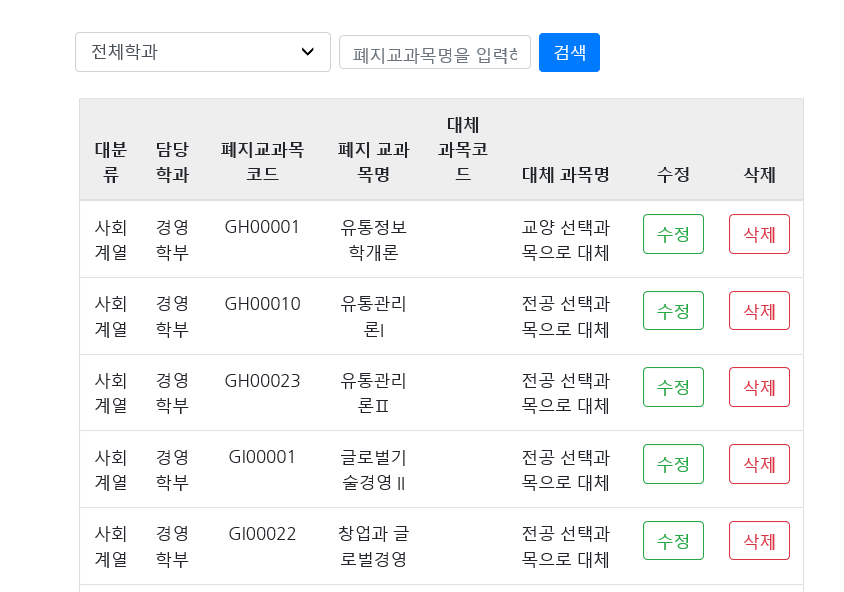 전체학과 폐지교과목명을 입력하 검색
대체
대분 담당 폐지교과목 폐지 교과 과목코
류 학과 코드 목명 드 대체 과목명 수정 삭제
사회 경영 GH00001 유통정보 교양 선택과 수정 삭제
계열 학부 학개론 목으로 대체
사회 경영 GH00010 유통관리 전공 선택과 수정 삭제
계열 학부 론I 목으로 대체
사회 경영 GH00023 유통관리 전공 선택과 수정 삭제
계열 학부 론Ⅱ 목으로 대체
사회 경영 GI00001 글로벌기 전공 선택과 수정 삭제
계열 학부 술경영 II 목으로 대체
사회 경영 GI00022 창업과 글 전공 선택과 수정 삭제
계열 학부 로벌경영 목으로 대체